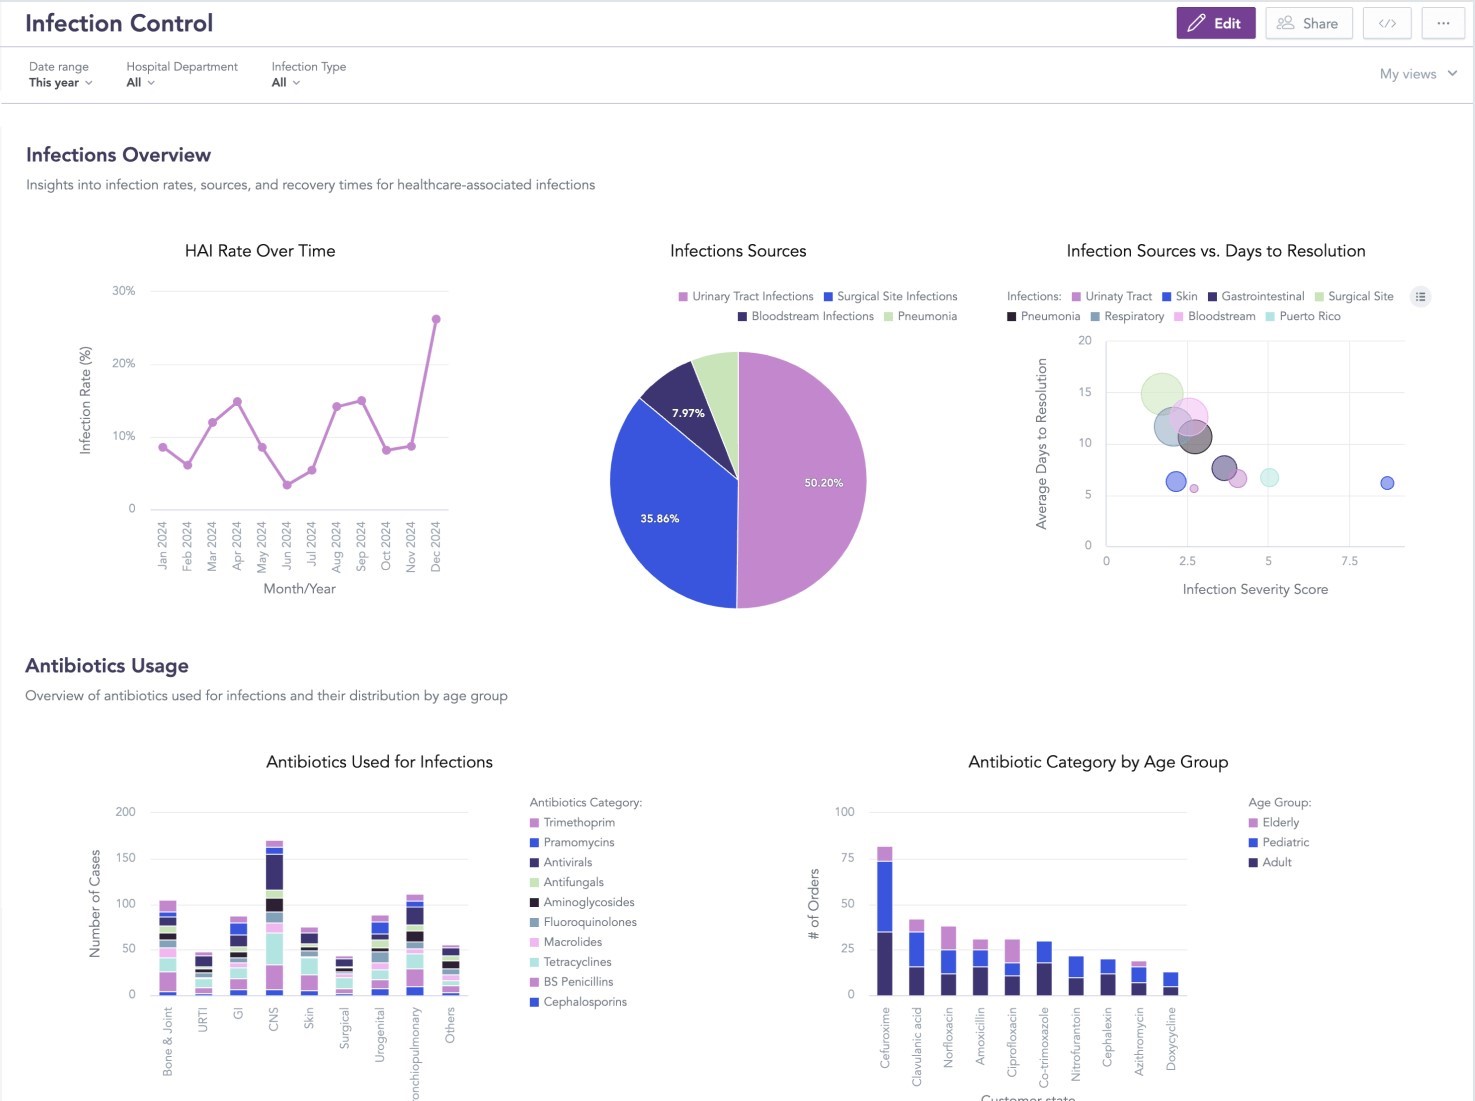 Infection Control
Edit
Share
</>
...
Date range
This year
Hospital Department
All
Infection Type
All
My views
Infections Overview
Insights into infection rates, sources, and recovery times for healthcare-associated infections
HAI Rate Over Time
30%
20%
10%
0
Infection Rate (%)
Jan 2024
Feb 2024
Mar 2024
Apr 2024
May 2024
Jun 2024
Jul 2024
Aug 2024
Sep 2024
Oct 2024
Nov 2024
Dec 2024
Month/Year
Infections Sources
Urinary Tract Infections
Surgical Site Infections
Bloodstream Infections
Pneumonia
7.97%
50.20%
35.86%
Infection Sources vs. Days to Resolution
Infections:
Urinaty Tract
Skin
Gastrointestinal
Surgical Site
Pneumonia
Respiratory
Bloodstream
Puerto Rico
20
15
10
5
0
Average Days to Resolution
0
2.5
5
7.5
Infection Severity Score
Antibiotics Usage
Overview of antibiotics used for infections and their distribution by age group
Antibiotics Used for Infections
200
150
100
50
0
Number of Cases
Bone & Joint
URTI
GI
CNS
Skin
Surgical
Urogenital
onchiopulmonary
Others
Antibiotics Category:
Trimethoprim
Pramomycins
Antivirals
Antifungals
Aminoglycosides
Fluoroquinolones
Macrolides
Tetracyclines
BS Penicillins
Cephalosporins
Antibiotic Category by Age Group
100
75
50
25
0
# of Orders
Cefuroxime
Clavulanic acid
Norfloxacin
Amoxicillin
Ciprofloxacin
Co-trimoxazole
Nitrofurantoin
Cephalexin
Azithromycin
Doxycycline
Customer state
Age Group:
Elderly
Pediatric
Adult